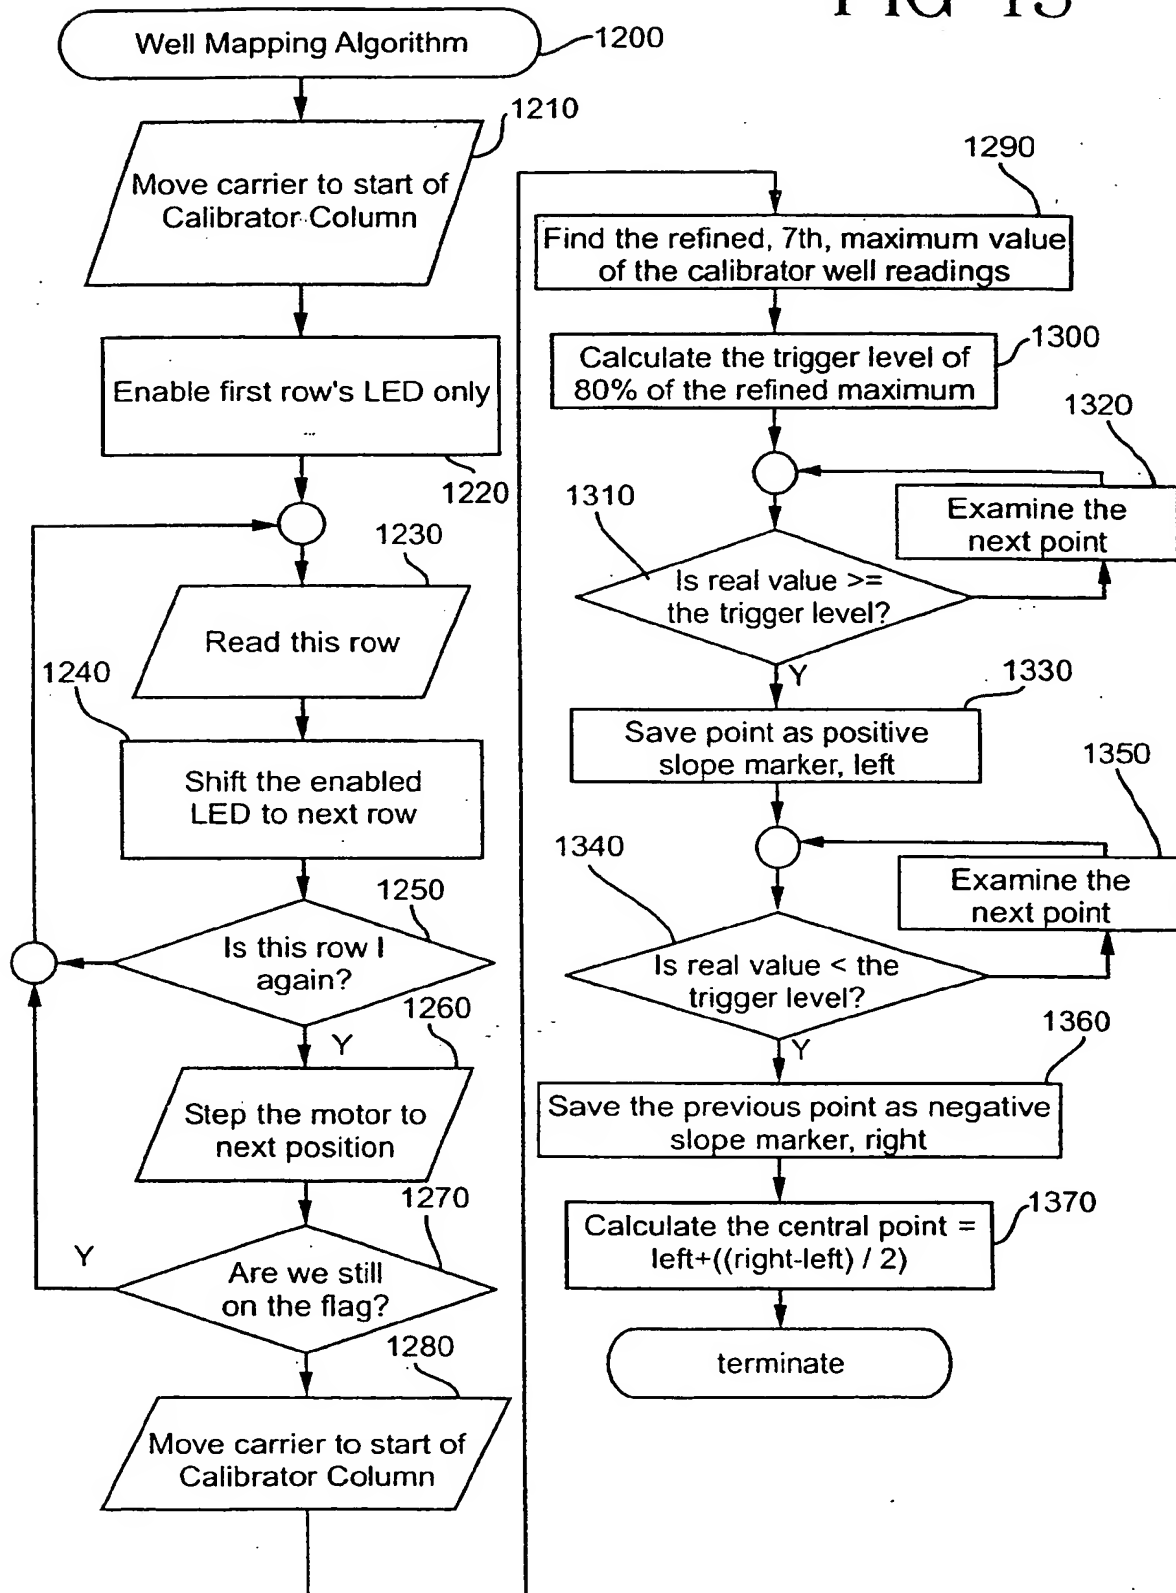 FIG 13
Well Mapping Algorithm
1200
1210
Move carrier to start of
Calibrator Column
Enable first row's LED only
...
1220
1230
Read this row
1240
Shift the enabled
LED to next row
1250
Is this row I
again?
Y
1260
Step the motor to
next position
1270
Y
Are we still
on the flag?
1280
Move carrier to start of
Calibrator Column
1290
Find the refined, 7th, maximum value
of the calibrator well readings
1300
Calculate the trigger level of
80% of the refined maximum
1320
Examine the
next point
1310
Is real value >=
the trigger level?
Y
1330
Save point as positive
slope marker, left
1350
Examine the
next point
1340
Is real value < the
trigger level?
Y
1360
Save the previous point as negative
slope marker, right
1370
Calculate the central point =
left+((right-left) / 2)
terminate